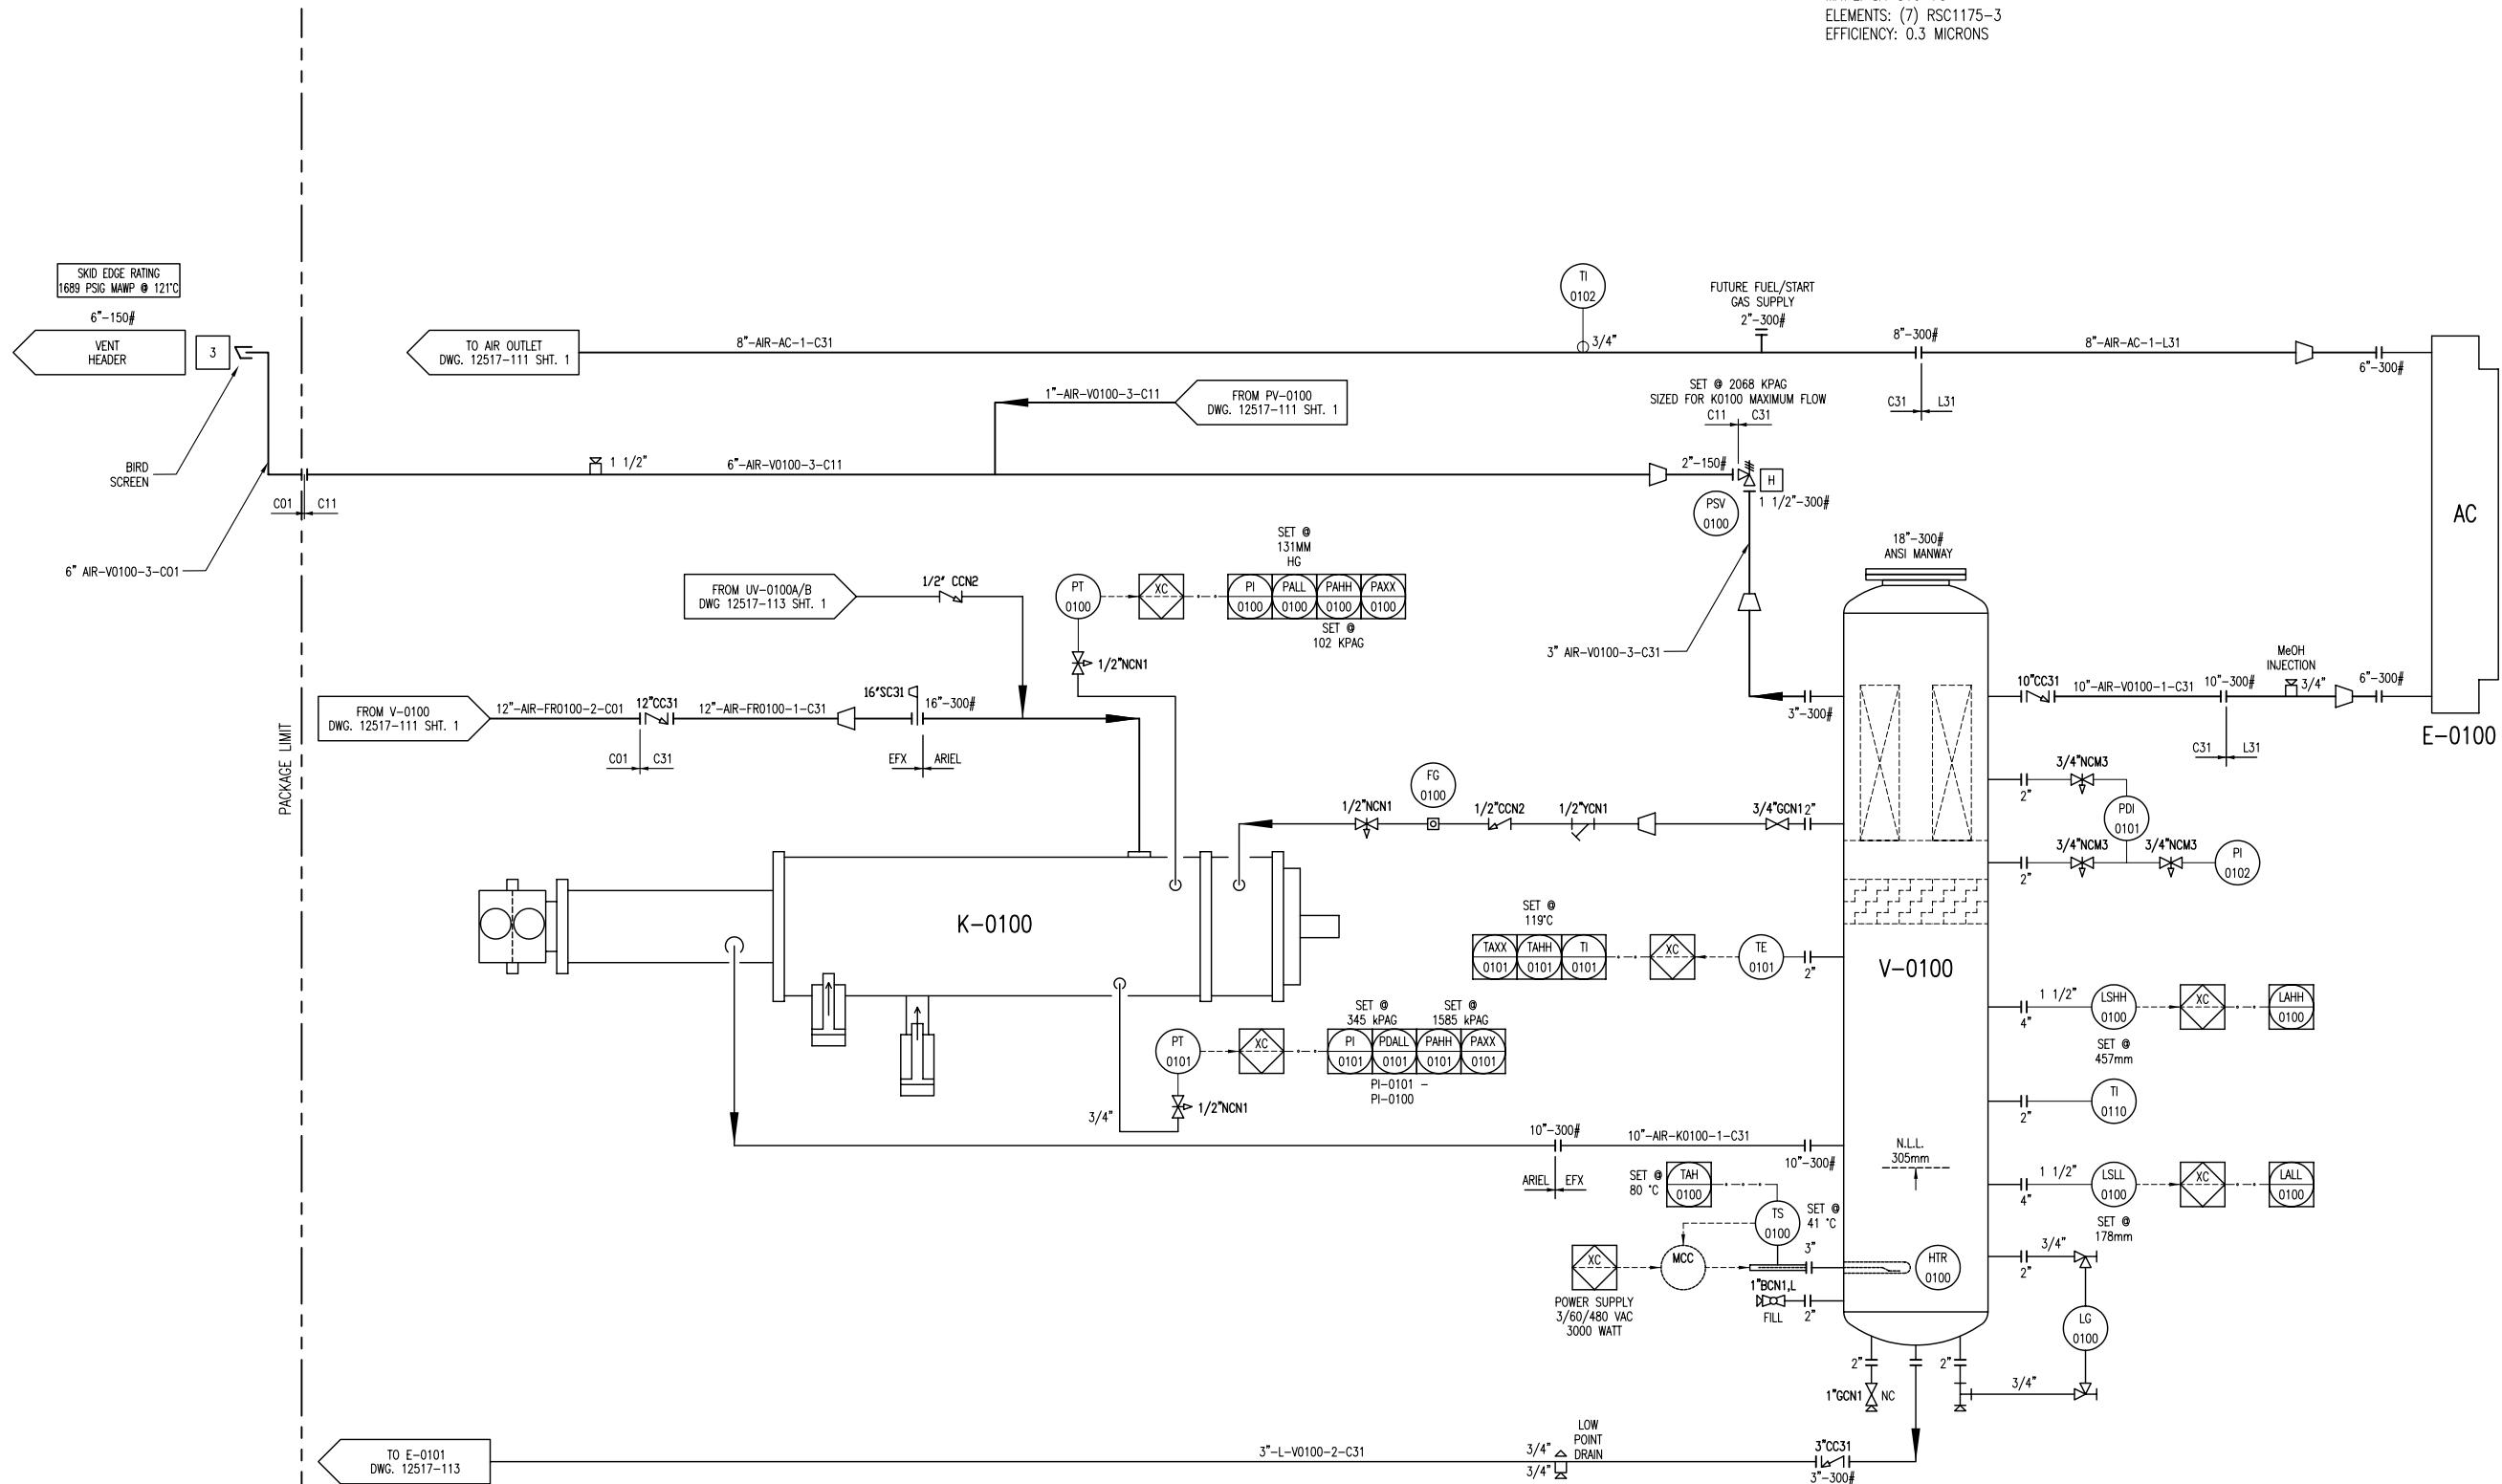 ELEMENTS: (7) RSC1175-3
EFFICIENCY: 0.3 MICRONS
SKID EDGE RATING
1689 PSIG MAWP @ 121°C
6"-150#
VENT
HEADER
3
BIRD
SCREEN
C01
C11
6" AIR-V0100-3-C01
PACKAGE LIMIT
TO AIR OUTLET
DWG. 12517-111 SHT. 1
8"-AIR-AC-1-C31
TI
0102
3/4"
FUTURE FUEL/START
GAS SUPPLY
2"-300#
8"-300#
C31
L31
8"-AIR-AC-1-L31
6"-300#
1"-AIR-V0100-3-C11
FROM PV-0100
DWG. 12517-111 SHT. 1
SET @ 2068 KPAG
SIZED FOR K0100 MAXIMUM FLOW
C11
C31
1 1/2"
6"-AIR-V0100-3-C11
2"-150#
H
1 1/2"-300#
PSV
0100
3" AIR-V0100-3-C31
3"-300#
AC
E-0100
18"-300#
ANSI MANWAY
FROM UV-0100A/B
DWG 12517-113 SHT. 1
1/2" CCN2
PT
0100
XC
SET @
131MM
HG
PI
0100
PALL
0100
PAHH
0100
PAXX
0100
SET @
102 KPAG
1/2"NCN1
FROM V-0100
DWG. 12517-111 SHT. 1
12"-AIR-FR0100-2-C01
12"CC31
12"-AIR-FR0100-1-C31
16"SC31
16"-300#
C01
C31
EFX
ARIEL
10"CC31
10"-AIR-V0100-1-C31
10"-300#
MeOH
INJECTION
3/4"
6"-300#
C31
L31
1/2"NCN1
FG
0100
1/2"CCN2
1/2"YCN1
3/4"GCN1
2"
3/4"NCM3
2"
PDI
0101
3/4"NCM3
3/4"NCM3
2"
PI
0102
K-0100
SET @
119°C
TAXX
0101
TAHH
0101
TI
0101
XC
TE
0101
2"
V-0100
1 1/2"
4"
LSHH
0100
XC
LAHH
0100
SET @
457mm
PT
0101
XC
SET @
345 kPAG
SET @
1585 kPAG
PI
0101
PDALL
0101
PAHH
0101
PAXX
0101
PI-0101 -
PI-0100
1/2"NCN1
3/4"
2"
TI
0110
10"-300#
10"-AIR-K0100-1-C31
10"-300#
ARIEL
EFX
N.L.L.
305mm
1 1/2"
4"
LSLL
0100
XC
LALL
0100
SET @
178mm
SET @
80 °C
TAH
0100
TS
0100
SET @
41 °C
XC
MCC
3"
HTR
0100
POWER SUPPLY
3/60/480 VAC
3000 WATT
1"BCN1,L
FILL
2"
3/4"
2"
LG
0100
2"
2"
1"GCN1
NC
3/4"
TO E-0101
DWG. 12517-113
3"-L-V0100-2-C31
3/4"
3/4"
LOW
POINT
DRAIN
3"CC31
3"-300#